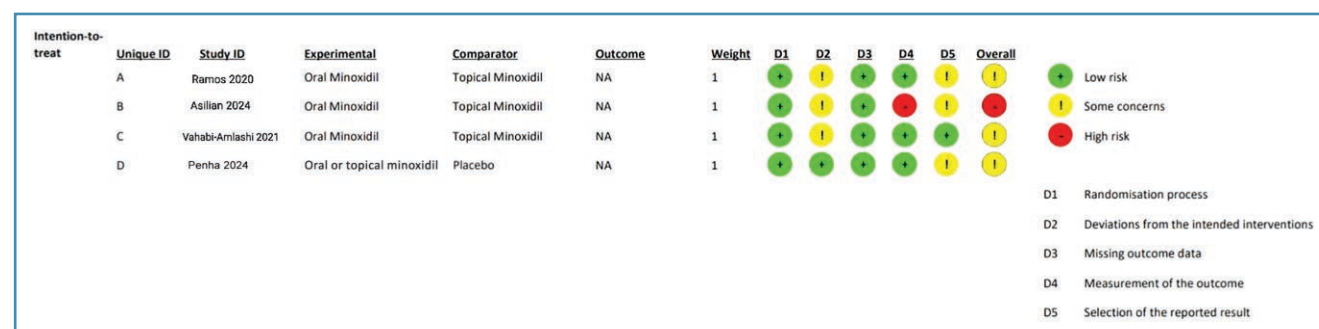 Intention-to-
treat Unique ID Study ID Experimental Comparator Outcome Weight D1 D2 D3 D4 D5 Overall
A Ramos 2020 Oral Minoxidil Topical Minoxidil NA 1 + ! + + ! ! + Low risk
B Asilian 2024 Oral Minoxidil Topical Minoxidil NA 1 + ! + - ! - ! Some concerns
C Vahabi-Amlashi 2021 Oral Minoxidil Topical Minoxidil NA 1 + ! + + + ! - High risk
D Penha 2024 Oral or topical minoxidil Placebo NA 1 + + + + ! !
D1 Randomisation process
D2 Deviations from the intended interventions
D3 Missing outcome data
D4 Measurement of the outcome
D5 Selection of the reported result